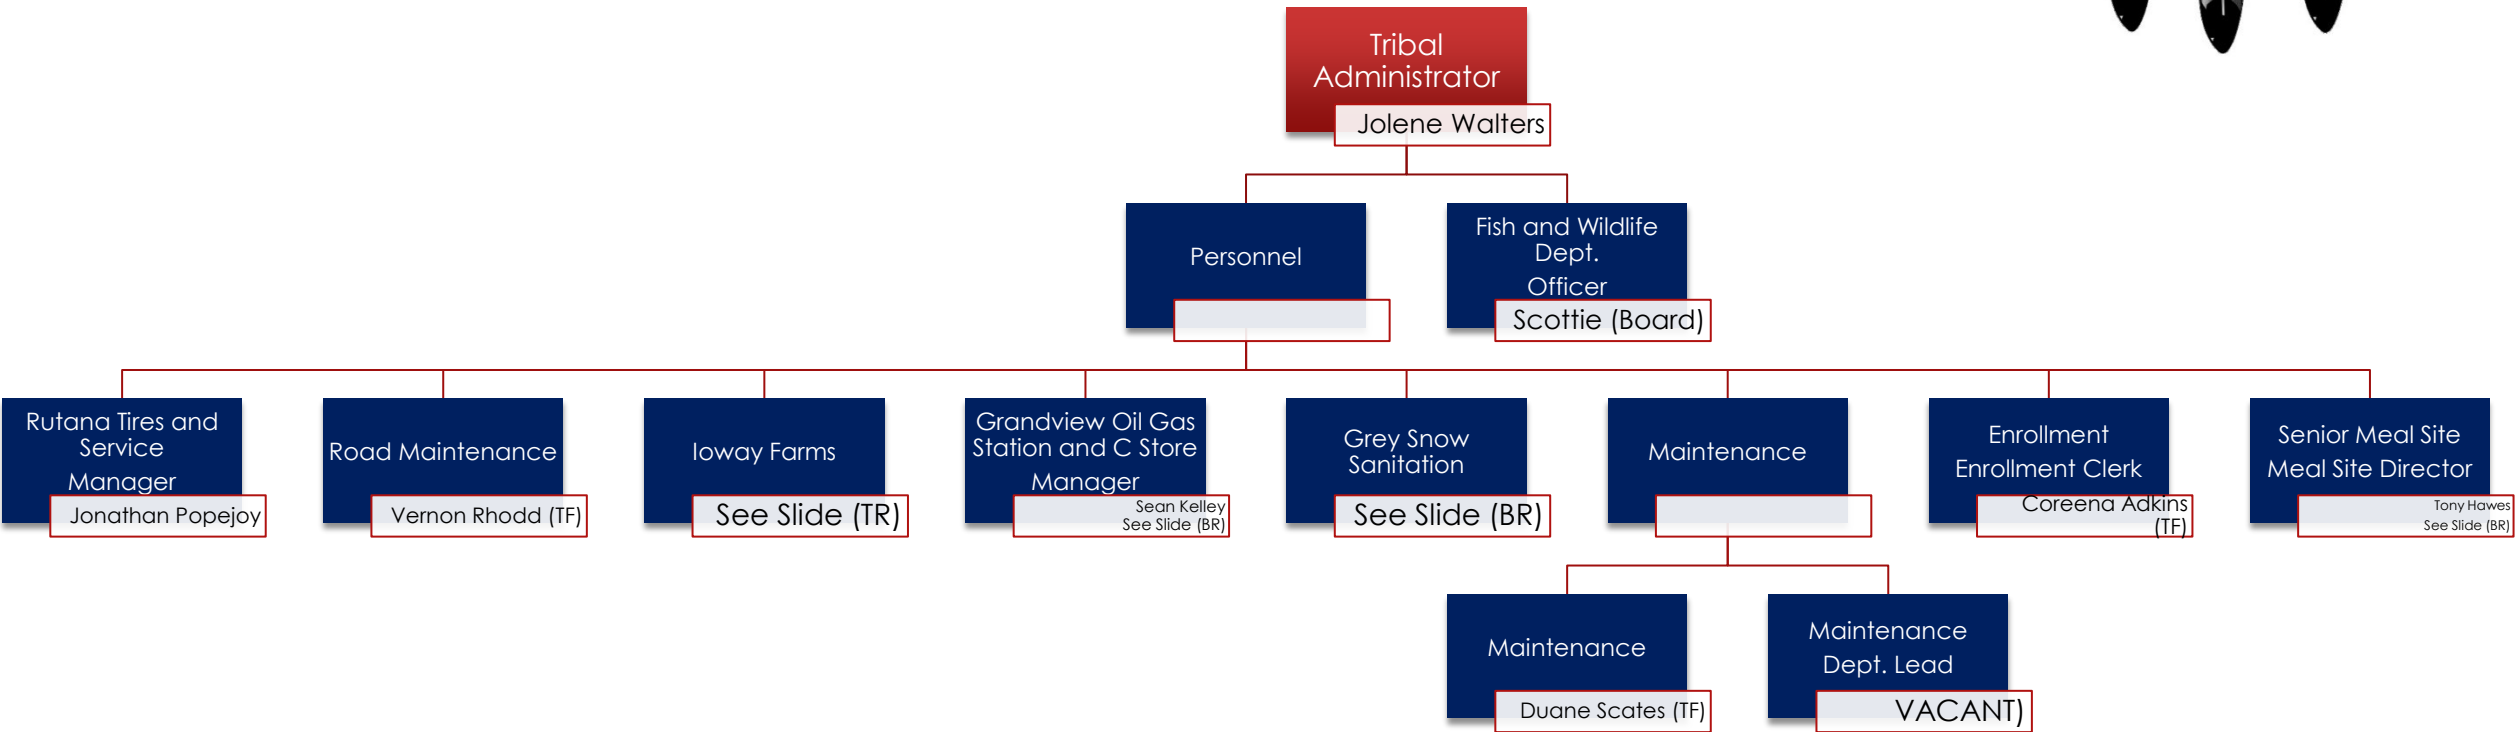 Tribal
Administrator
Jolene Walters
Personnel
Fish and Wildlife
Dept.
Officer
Scottie (Board)
Rutana Tires and
Service
Manager
Jonathan Popejoy
Road Maintenance
Vernon Rhodd (TF)
Ioway Farms
See Slide (TR)
Grandview Oil Gas
Station and C Store
Manager
Sean Kelley
See Slide (BR)
Grey Snow
Sanitation
See Slide (BR)
Maintenance
Enrollment
Enrollment Clerk
Coreena Adkins
(TF)
Senior Meal Site
Meal Site Director
Tony Hawes
See Slide (BR)
Maintenance
Duane Scates (TF)
Maintenance
Dept. Lead
VACANT)